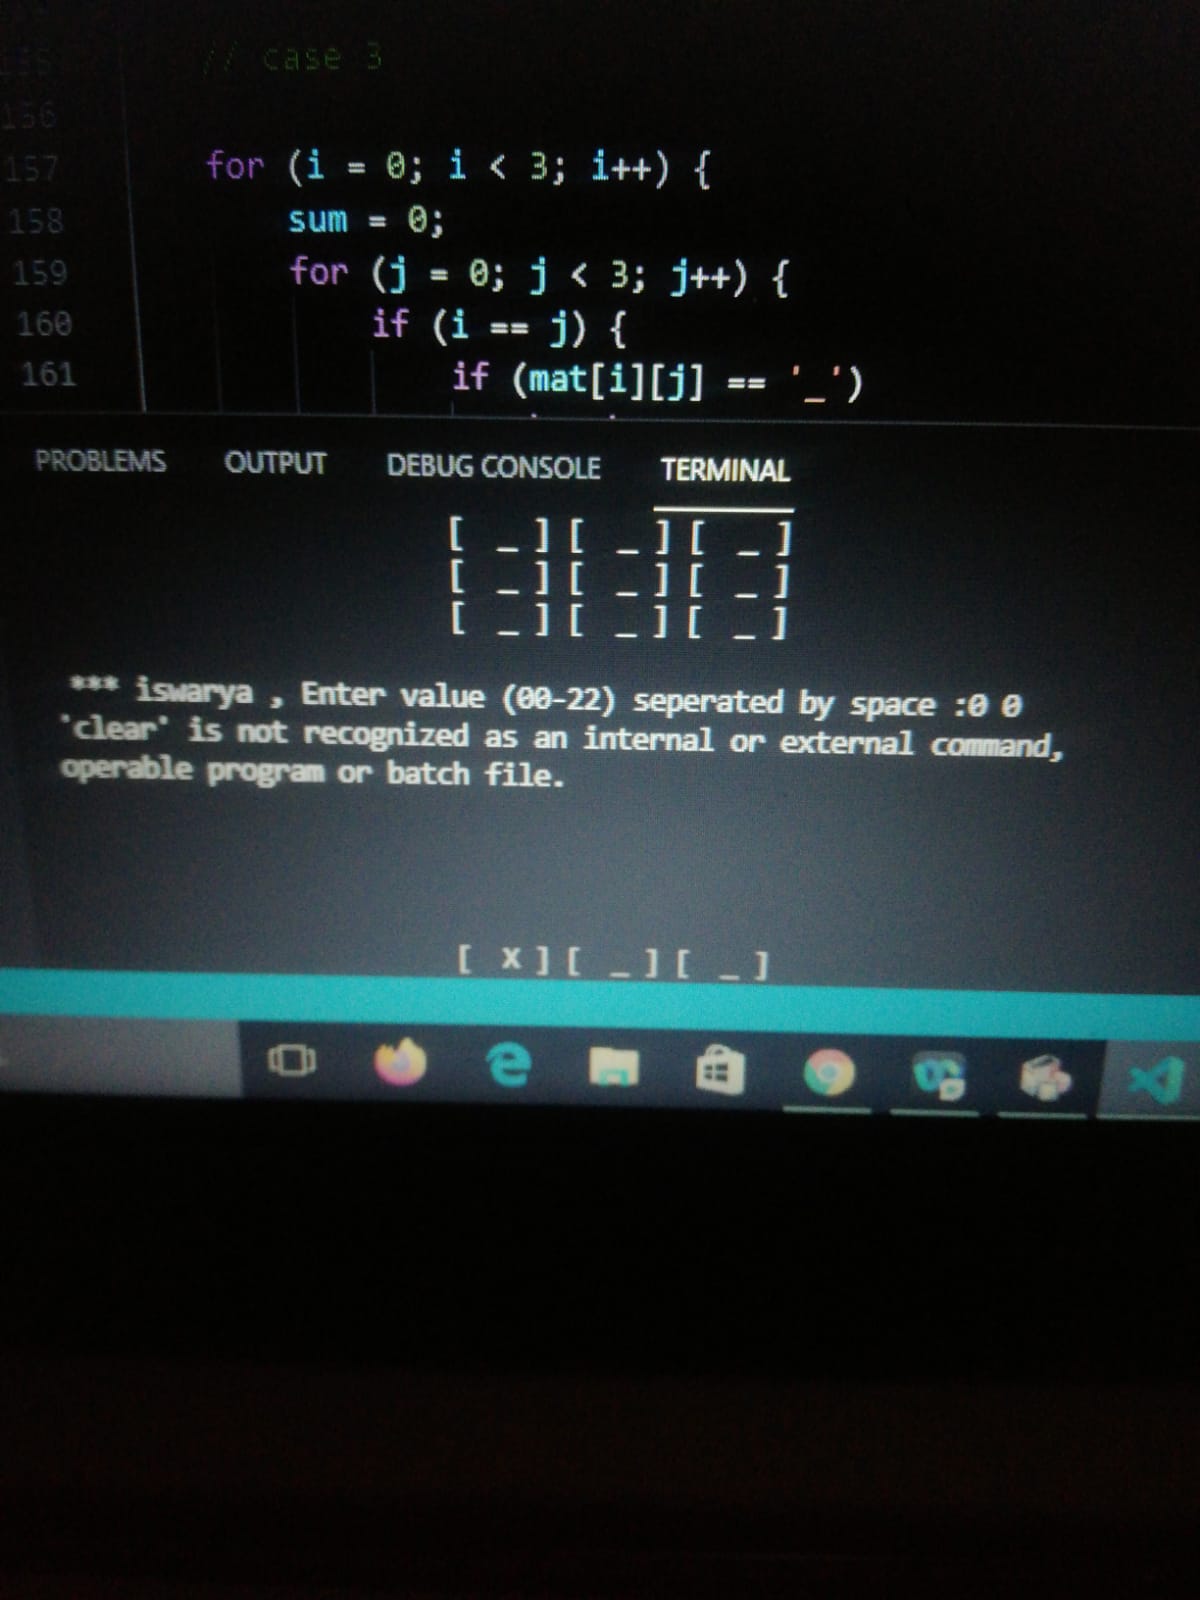 155 // case 3
156
157 for (i = 0; i < 3; i++) {
158 sum = 0;
159 for (j = 0; j < 3; j++) {
160 if (i == j) {
161 if (mat[i][j] == '_')
PROBLEMS OUTPUT DEBUG CONSOLE TERMINAL
[ _][ _][ _]
[ _][ _][ _]
[ _][ _][ _]
*** iswarya , Enter value (00-22) seperated by space :0 0
'clear' is not recognized as an internal or external command,
operable program or batch file.
[ X][ _][ _]